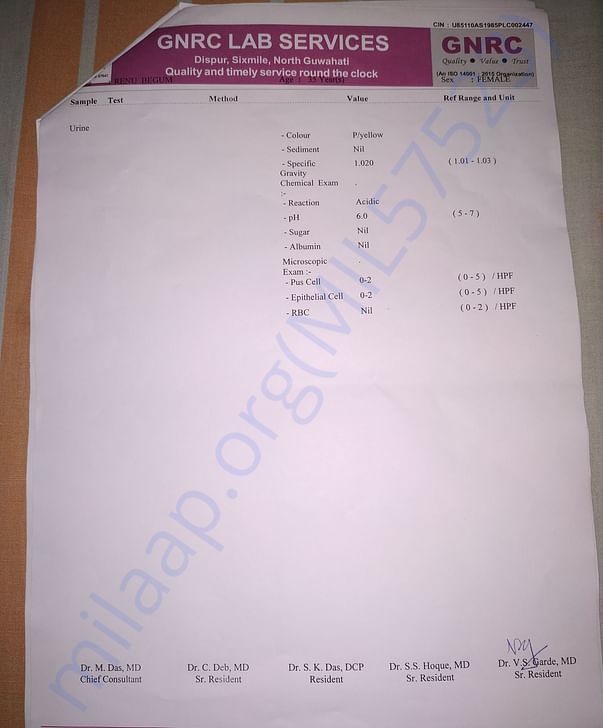 CIN : U85110AS1985PLC002447
GNRC LAB SERVICES
Dispur, Sixmile, North Guwahati
Quality and timely service round the clock
GNRC
Quality • Value • Trust
(An ISO 14001 : 2015 Organization)
RENU BEGUM Age : 35 Year(s) Sex : FEMALE
Sample Test Method Value Ref Range and Unit
Urine
- Colour P/yellow
- Sediment Nil
- Specific 1.020 ( 1.01 - 1.03 )
Gravity
Chemical Exam .
:-
- Reaction Acidic
- pH 6.0 ( 5 - 7 )
- Sugar Nil
- Albumin Nil
Microscopic .
Exam :-
- Pus Cell 0-2 ( 0 - 5 ) / HPF
- Epithelial Cell 0-2 ( 0 - 5 ) / HPF
- RBC Nil ( 0 - 2 ) / HPF
Dr. M. Das, MD Dr. C. Deb, MD Dr. S. K. Das, DCP Dr. S.S. Hoque, MD Dr. V.S. Garde, MD
Chief Consultant Sr. Resident Resident Sr. Resident Sr. Resident